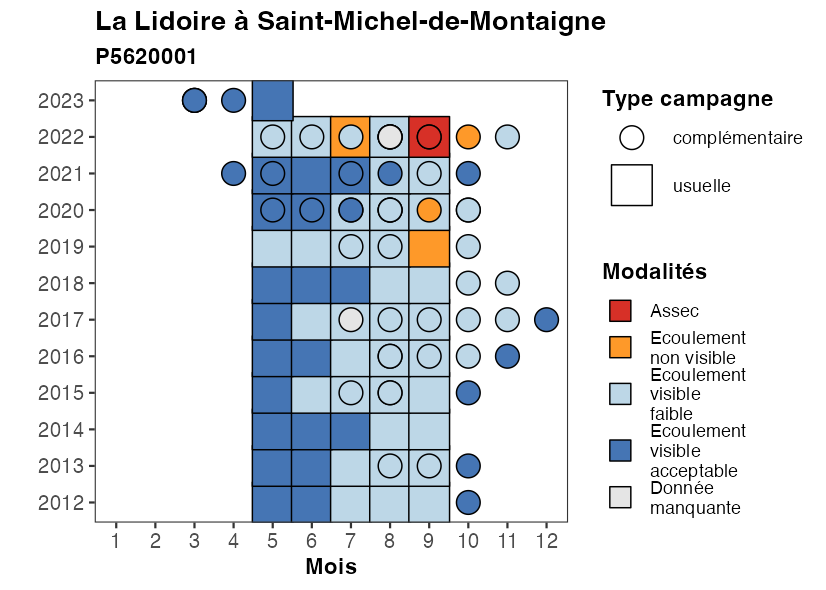 La Lidoire à Saint-Michel-de-Montaigne
P5620001
2023
2022
2021
2020
2019
2018
2017
2016
2015
2014
2013
2012
1 2 3 4 5 6 7 8 9 10 11 12
Mois
Type campagne
complémentaire
usuelle
Modalités
Assec
Ecoulement
non visible
Ecoulement
visible
faible
Ecoulement
visible
acceptable
Donnée
manquante